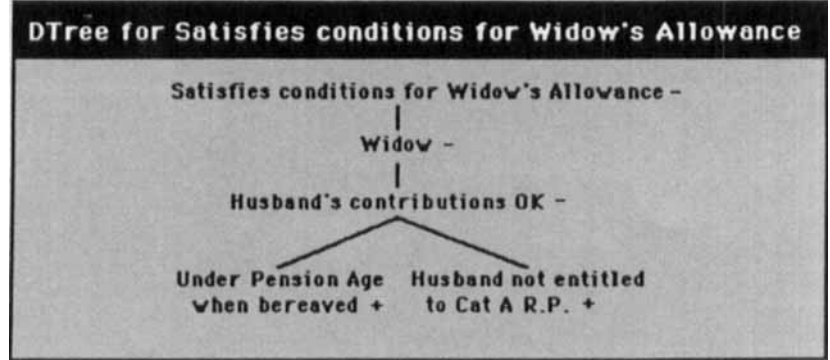 DTree for Satisfies conditions for Widow's Allowance
Satisfies conditions for Widow's Allowance -
Widow -
Husband's contributions OK -
Under Pension Age
when bereaved +
Husband not entitled
to Cat A R.P. +